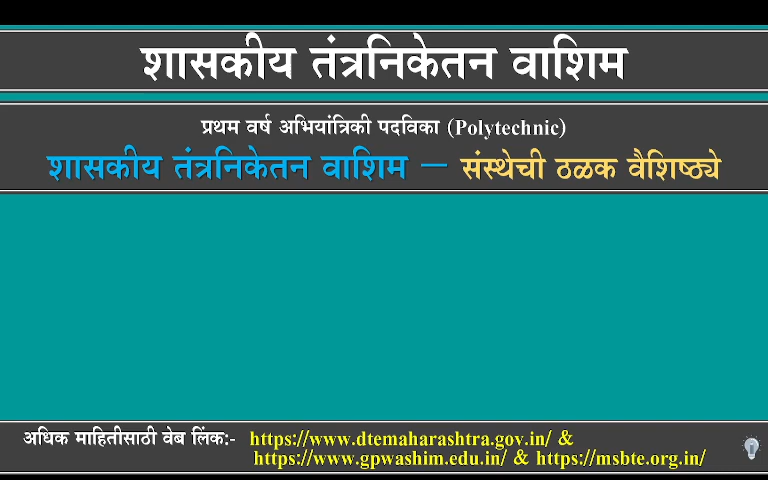 शासकीय तंत्रनिकेतन वाशिम
प्रथम वर्ष अभियांत्रिकी पदविका (Polytechnic)
शासकीय तंत्रनिकेतन वाशिम – संस्थेची ठळक वैशिष्ठ्ये
अधिक माहितीसाठी वेब लिंक:- https://www.dtemaharashtra.gov.in/ &
https://www.gpwashim.edu.in/ & https://msbte.org.in/